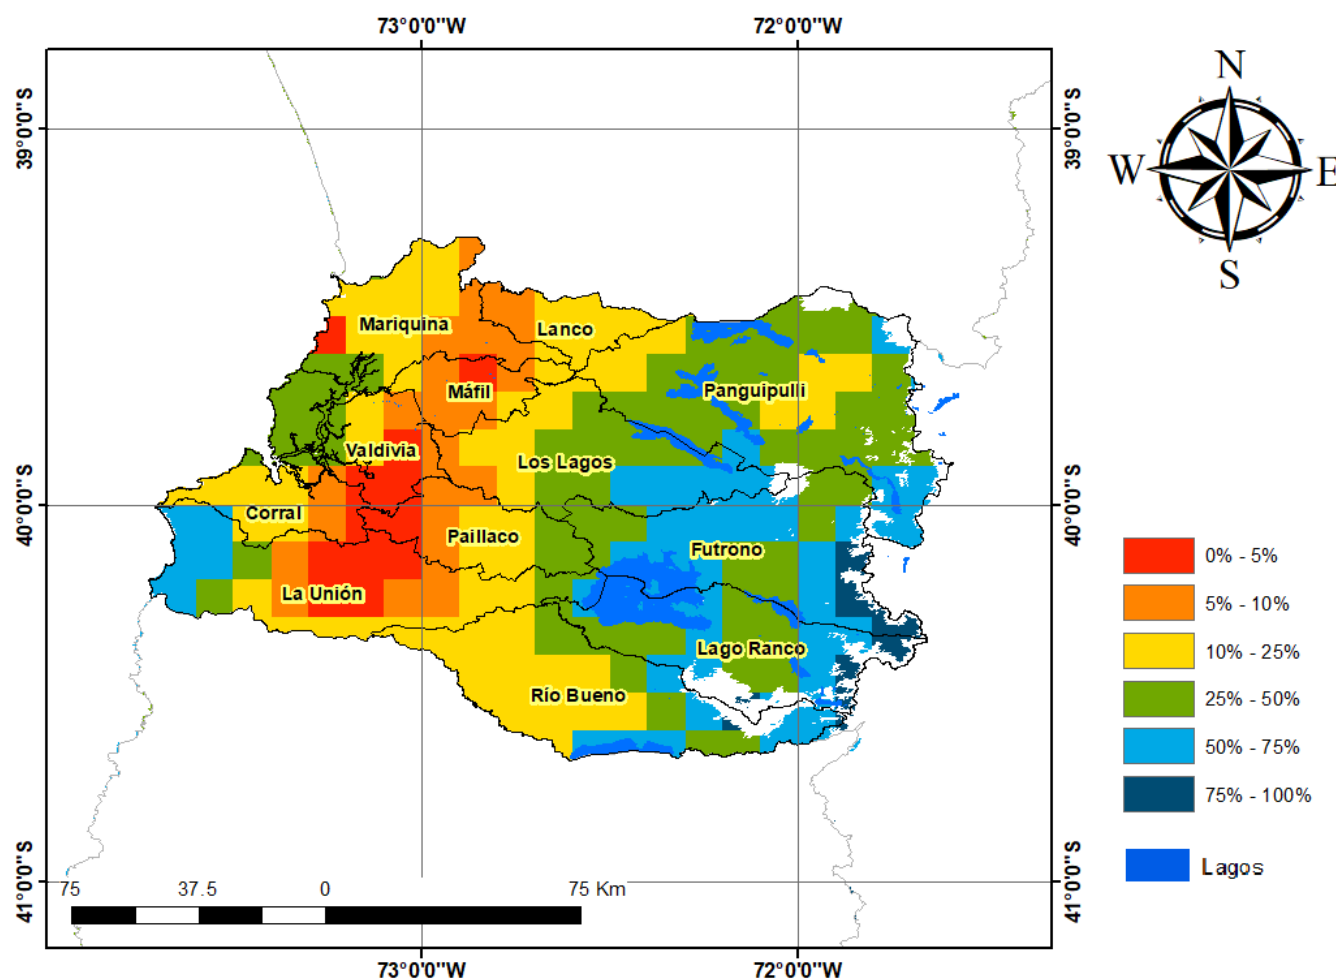 73°0'0"W
72°0'0"W
N
39°0'0"S
39°0'0"S
W
E
S
Mariquina
Lanco
Máfil
Panguipulli
Valdivia
Los Lagos
40°0'0"S
40°0'0"S
Corral
Paillaco
Futrono
La Unión
Lago Ranco
Río Bueno
0% - 5%
5% - 10%
10% - 25%
25% - 50%
50% - 75%
75% - 100%
Lagos
41°0'0"S
41°0'0"S
75
37.5
0
75 Km
73°0'0"W
72°0'0"W